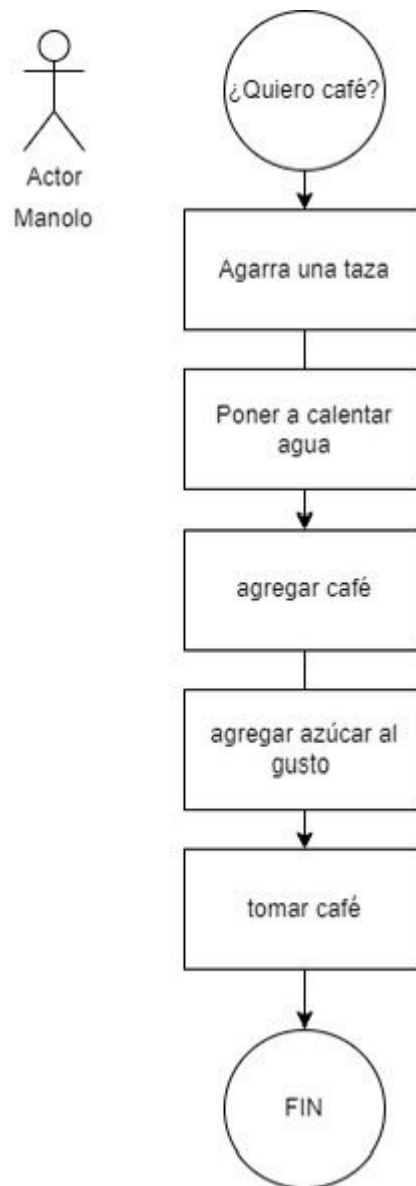 Actor
Manolo
¿Quiero café?
Agarra una taza
Poner a calentar
agua
agregar café
agregar azúcar al
gusto
tomar café
FIN